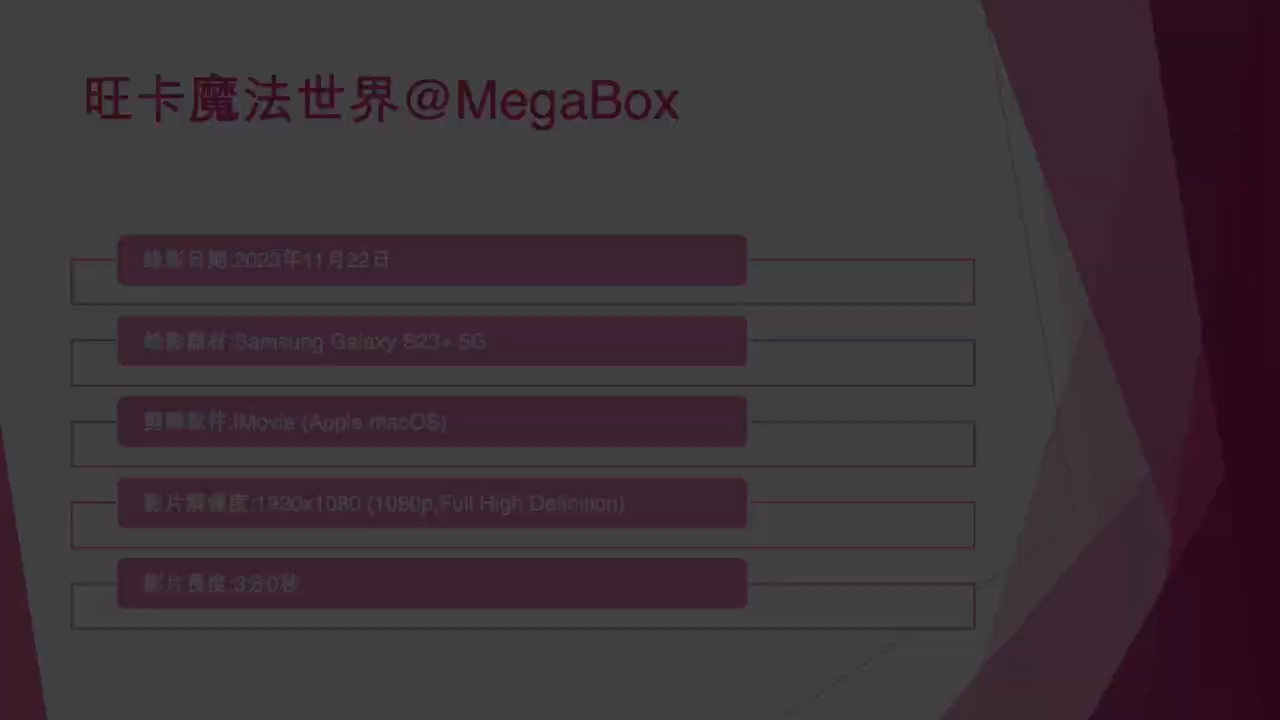 旺卡魔法世界@MegaBox
錄影日期:2023年11月22日
錄影器材:Samsung Galaxy S23+ 5G
剪輯軟件:iMovie (Apple macOS)
影片解像度:1920x1080 (1080p,Full High Definition)
影片長度:3分0秒